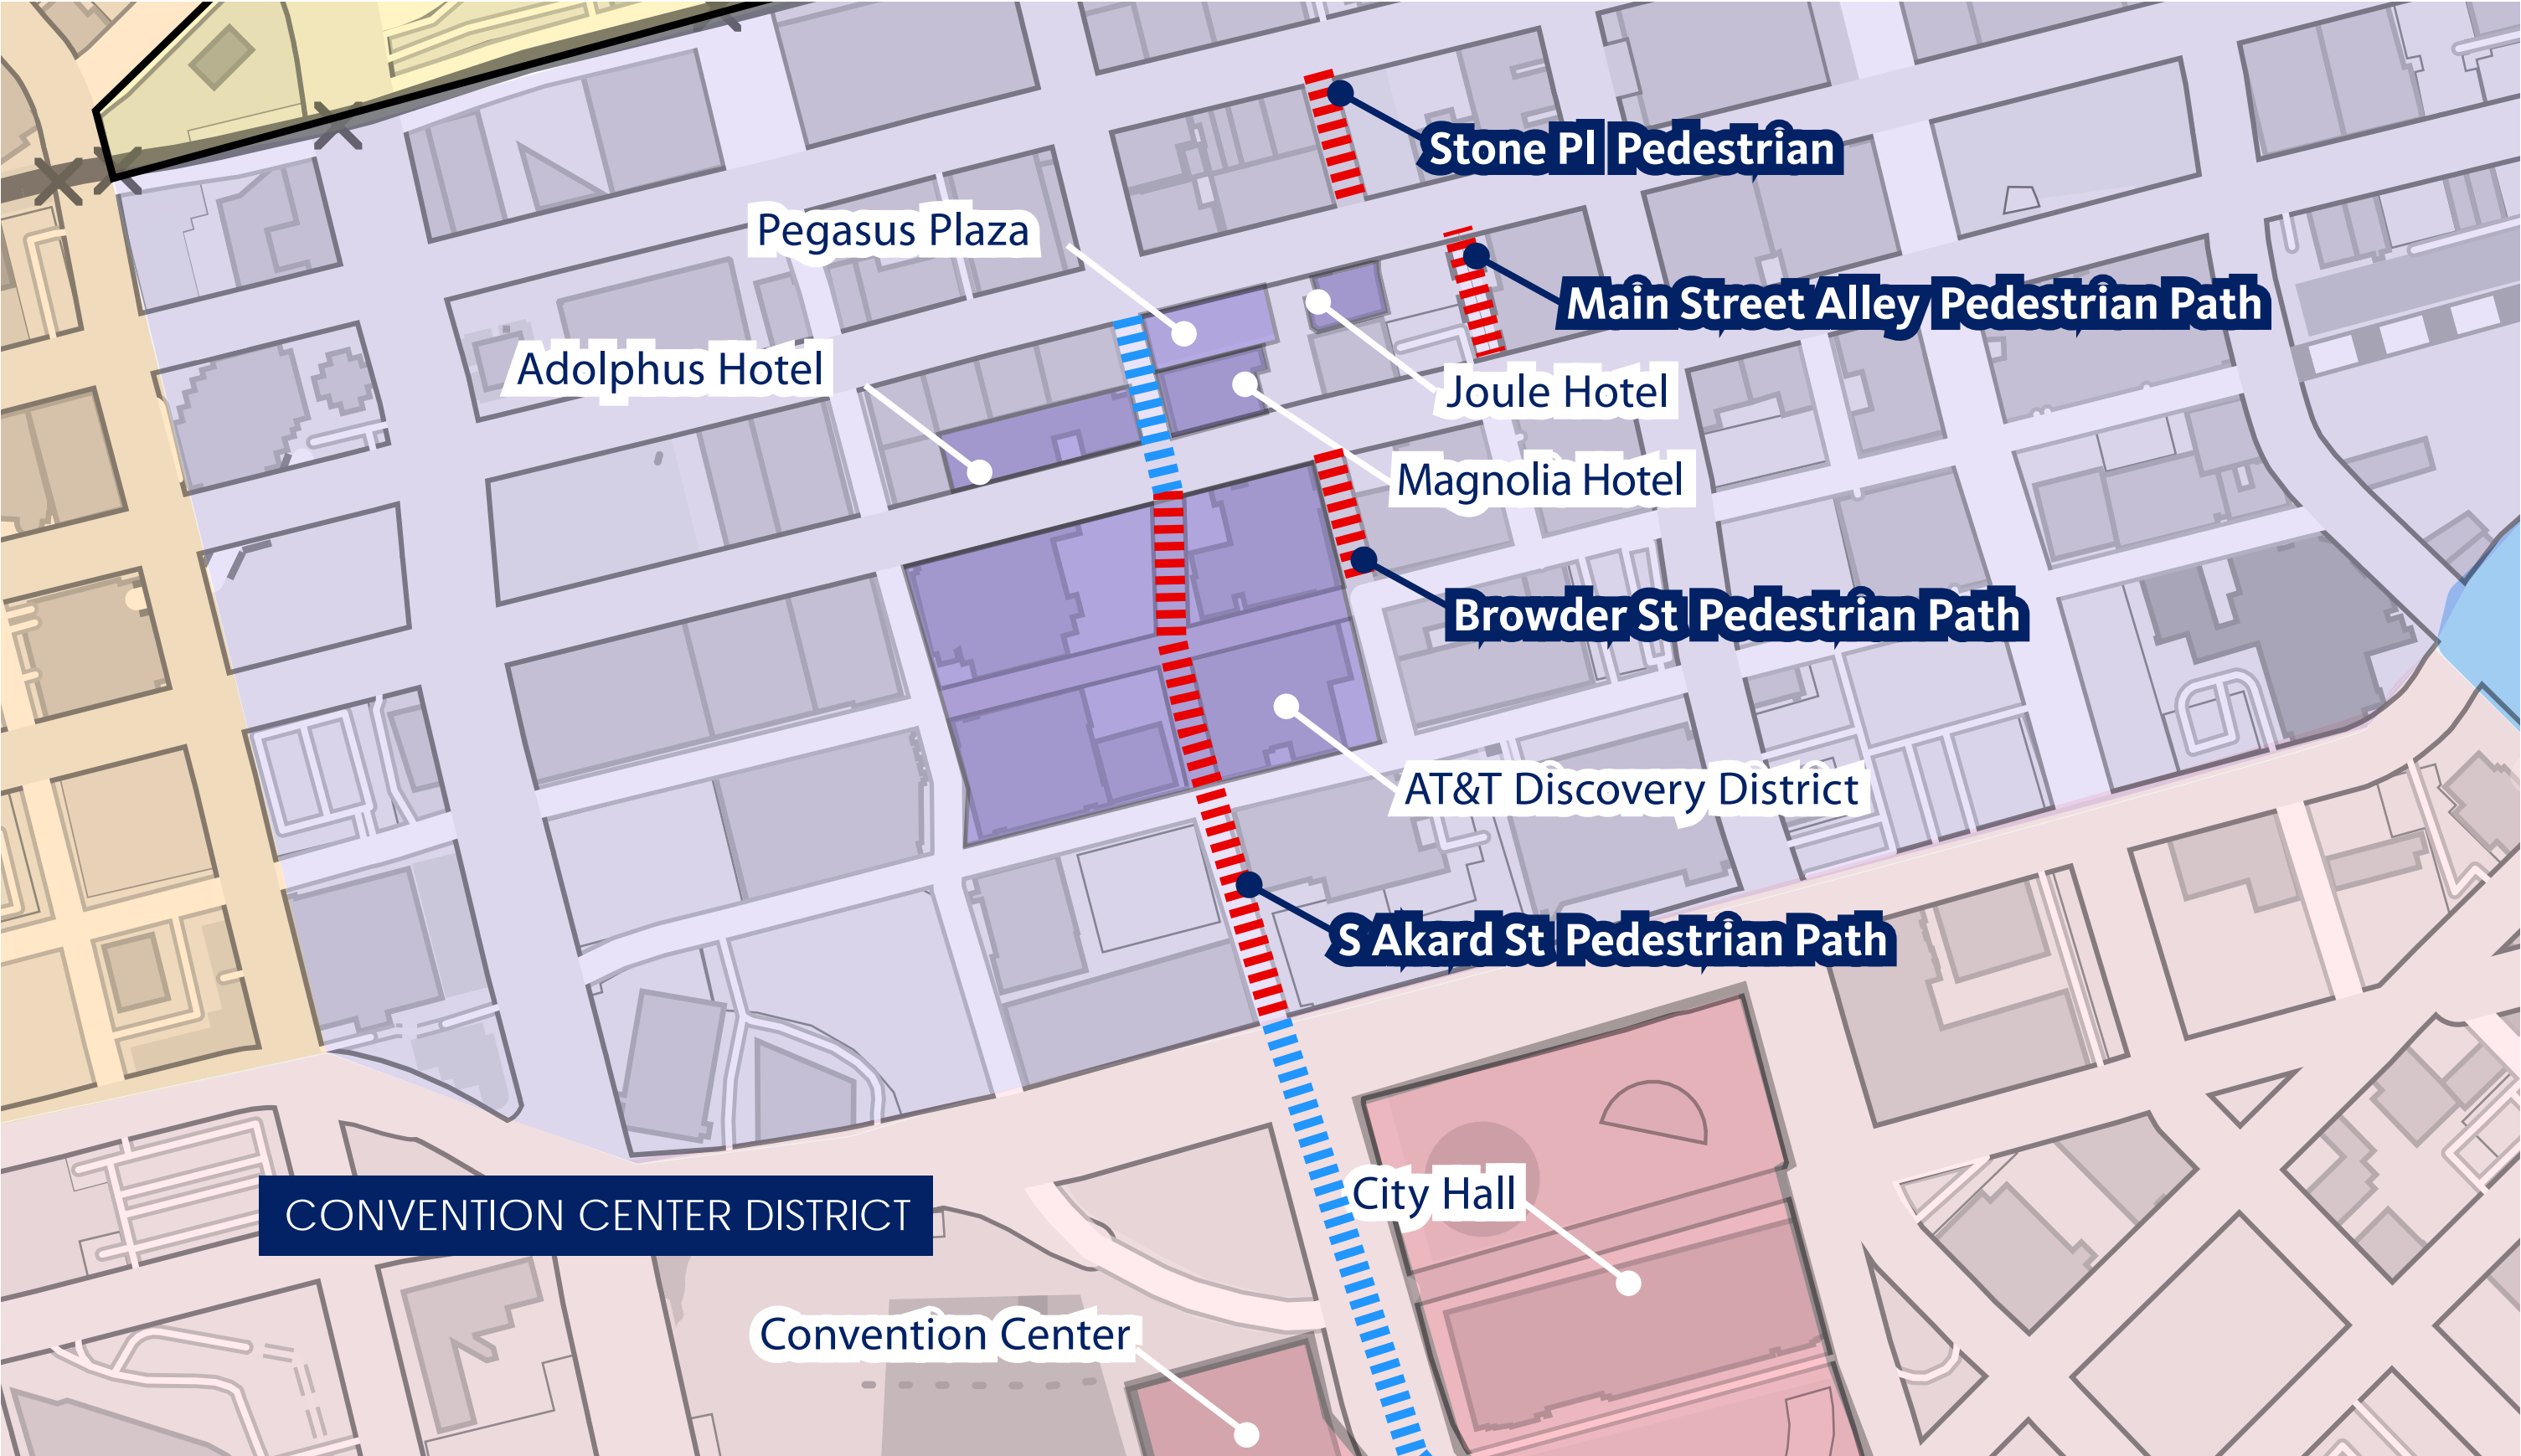 Stone Pl Pedestrian
Pegasus Plaza
Main Street Alley Pedestrian Path
Adolphus Hotel
Joule Hotel
Magnolia Hotel
Browder St Pedestrian Path
AT&T Discovery District
S Akard St Pedestrian Path
City Hall
CONVENTION CENTER DISTRICT
Convention Center